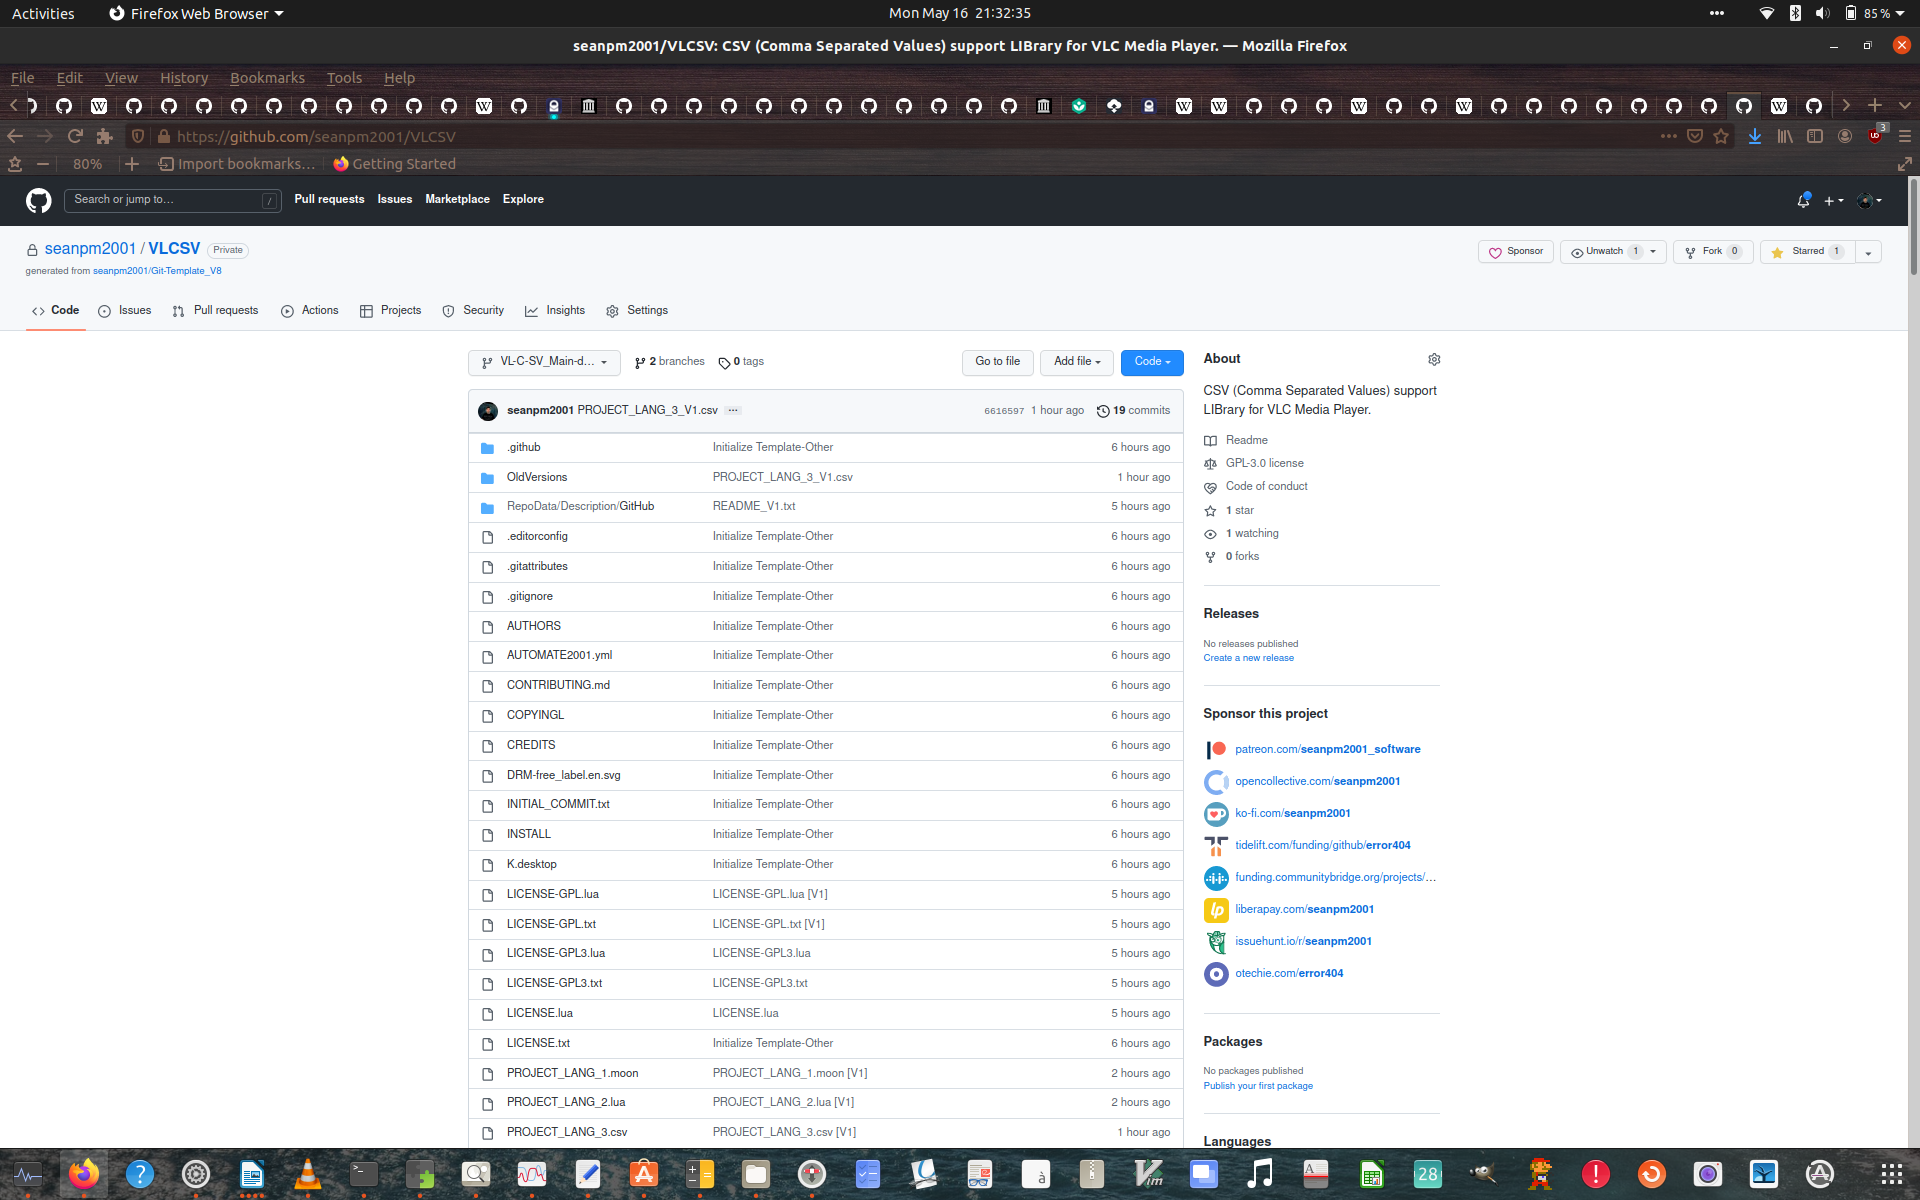 Activities Firefox Web Browser Mon May 16 21:32:35 85 %
seanpm2001/VLCSV: CSV (Comma Separated Values) support LIBrary for VLC Media Player. — Mozilla Firefox
File Edit View History Bookmarks Tools Help
https://github.com/seanpm2001/VLCSV 3
80% Import bookmarks... Getting Started
Search or jump to... / Pull requests Issues Marketplace Explore
seanpm2001 / VLCSV Private Sponsor Unwatch 1 Fork 0 Starred 1
generated from seanpm2001/Git-Template_V8
Code Issues Pull requests Actions Projects Security Insights Settings
VL-C-SV_Main-d... 2 branches 0 tags Go to file Add file Code
seanpm2001 PROJECT_LANG_3_V1.csv ... 6616597 1 hour ago 19 commits
.github Initialize Template-Other 6 hours ago
OldVersions PROJECT_LANG_3_V1.csv 1 hour ago
RepoData/Description/GitHub README_V1.txt 5 hours ago
.editorconfig Initialize Template-Other 6 hours ago
.gitattributes Initialize Template-Other 6 hours ago
.gitignore Initialize Template-Other 6 hours ago
AUTHORS Initialize Template-Other 6 hours ago
AUTOMATE2001.yml Initialize Template-Other 6 hours ago
CONTRIBUTING.md Initialize Template-Other 6 hours ago
COPYINGL Initialize Template-Other 6 hours ago
CREDITS Initialize Template-Other 6 hours ago
DRM-free_label.en.svg Initialize Template-Other 6 hours ago
INITIAL_COMMIT.txt Initialize Template-Other 6 hours ago
INSTALL Initialize Template-Other 6 hours ago
K.desktop Initialize Template-Other 6 hours ago
LICENSE-GPL.lua LICENSE-GPL.lua [V1] 5 hours ago
LICENSE-GPL.txt LICENSE-GPL.txt [V1] 5 hours ago
LICENSE-GPL3.lua LICENSE-GPL3.lua 5 hours ago
LICENSE-GPL3.txt LICENSE-GPL3.txt 5 hours ago
LICENSE.lua LICENSE.lua 5 hours ago
LICENSE.txt Initialize Template-Other 6 hours ago
PROJECT_LANG_1.moon PROJECT_LANG_1.moon [V1] 2 hours ago
PROJECT_LANG_2.lua PROJECT_LANG_2.lua [V1] 2 hours ago
PROJECT_LANG_3.csv PROJECT_LANG_3.csv [V1] 1 hour ago
About
CSV (Comma Separated Values) support
LIBrary for VLC Media Player.
Readme
GPL-3.0 license
Code of conduct
1 star
1 watching
0 forks
Releases
No releases published
Create a new release
Sponsor this project
patreon.com/seanpm2001_software
opencollective.com/seanpm2001
ko-fi.com/seanpm2001
tidelift.com/funding/github/error404
funding.communitybridge.org/projects/...
liberapay.com/seanpm2001
issuehunt.io/r/seanpm2001
otechie.com/error404
Packages
No packages published
Publish your first package
Languages
28